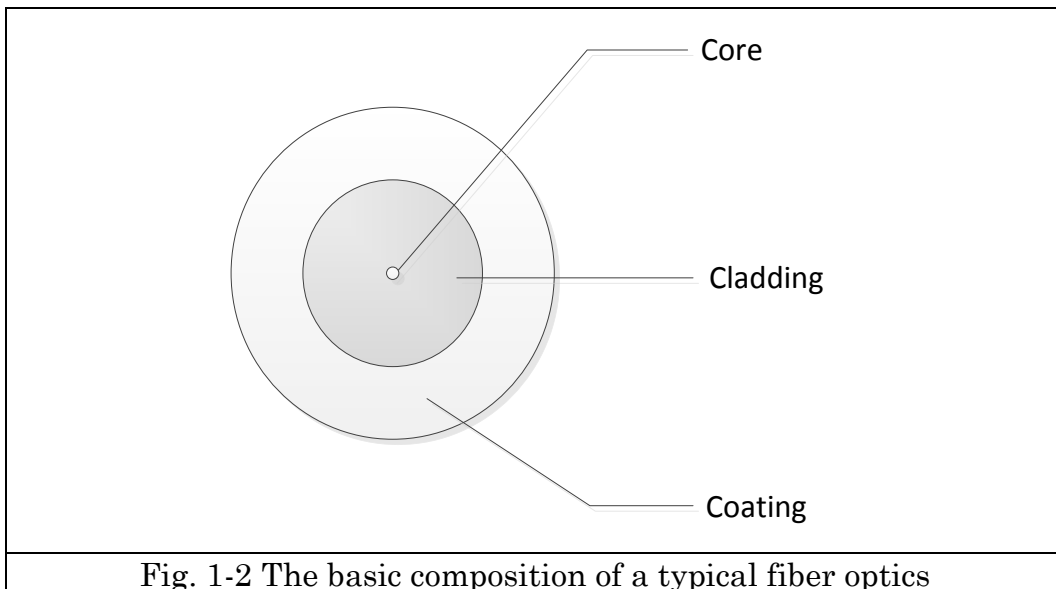 Core
Cladding
Coating
Fig. 1-2 The basic composition of a typical fiber optics